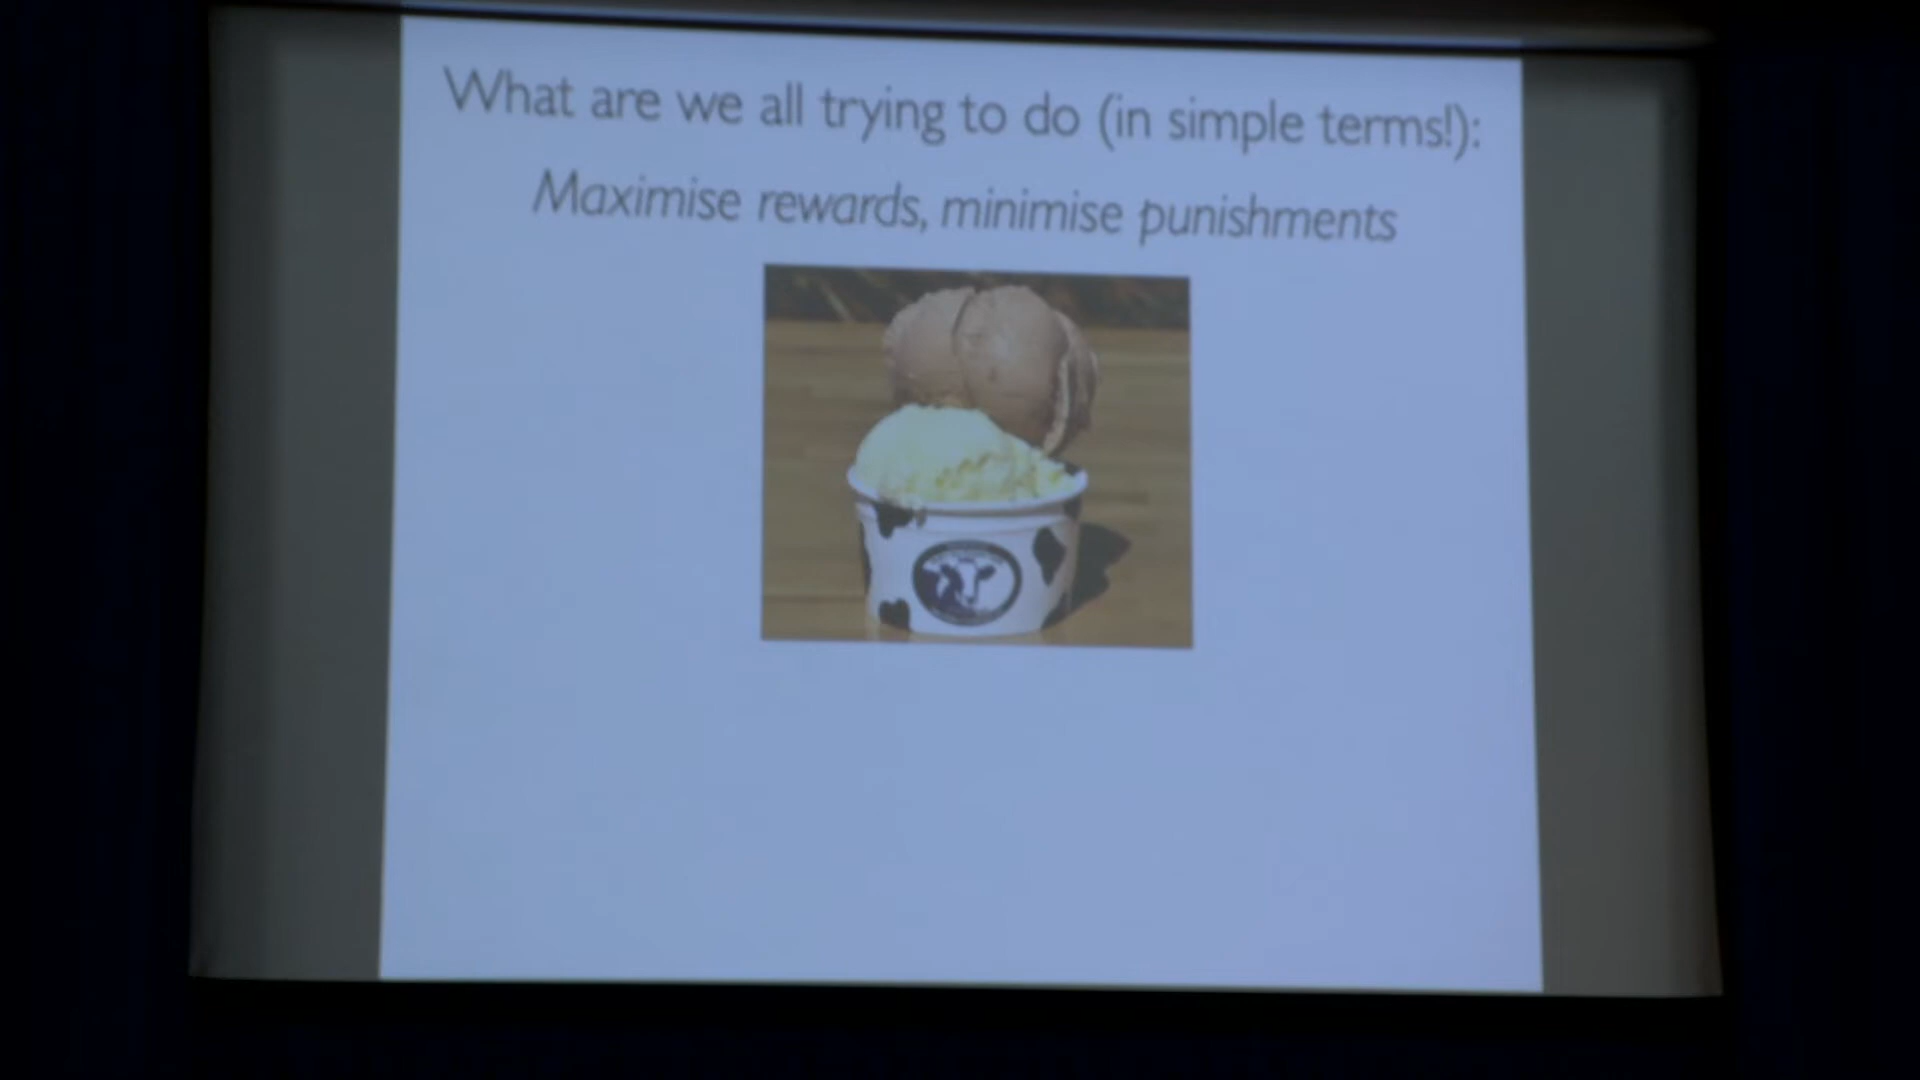 What are we all trying to do (in simple terms!):
Maximise rewards, minimise punishments